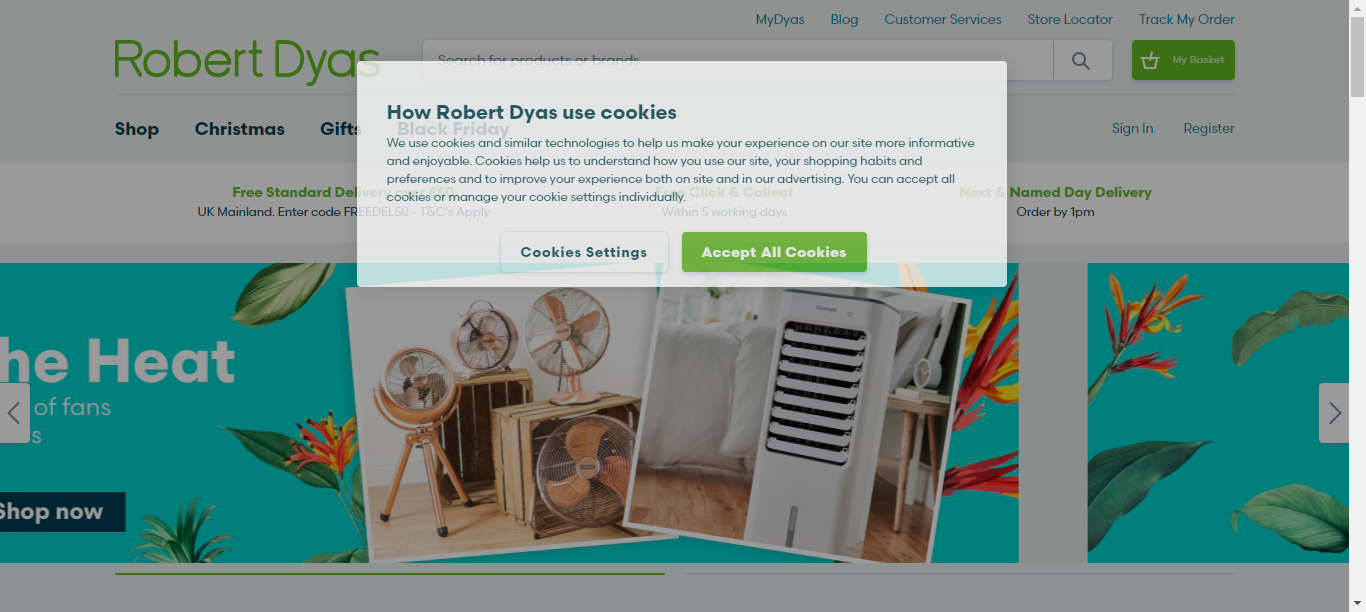 MyDyas Blog Customer Services Store Locator Track My Order
Robert Dyas
Search for products or brands
My Basket
How Robert Dyas use cookies
Shop Christmas Gifts Black Friday
Sign In Register
We use cookies and similar technologies to help us make your experience on our site more informative
and enjoyable. Cookies help us to understand how you use our site, your shopping habits and
preferences and to improve your experience both on site and in our advertising. You can accept all
cookies or manage your cookie settings individually.
Free Standard Delivery over £50
UK Mainland. Enter code FREEDEL50 - T&C's Apply
Free Click & Collect
Within 5 working days
Next & Named Day Delivery
Order by 1pm
Cookies Settings Accept All Cookies
he Heat
of fans
s
Shop now